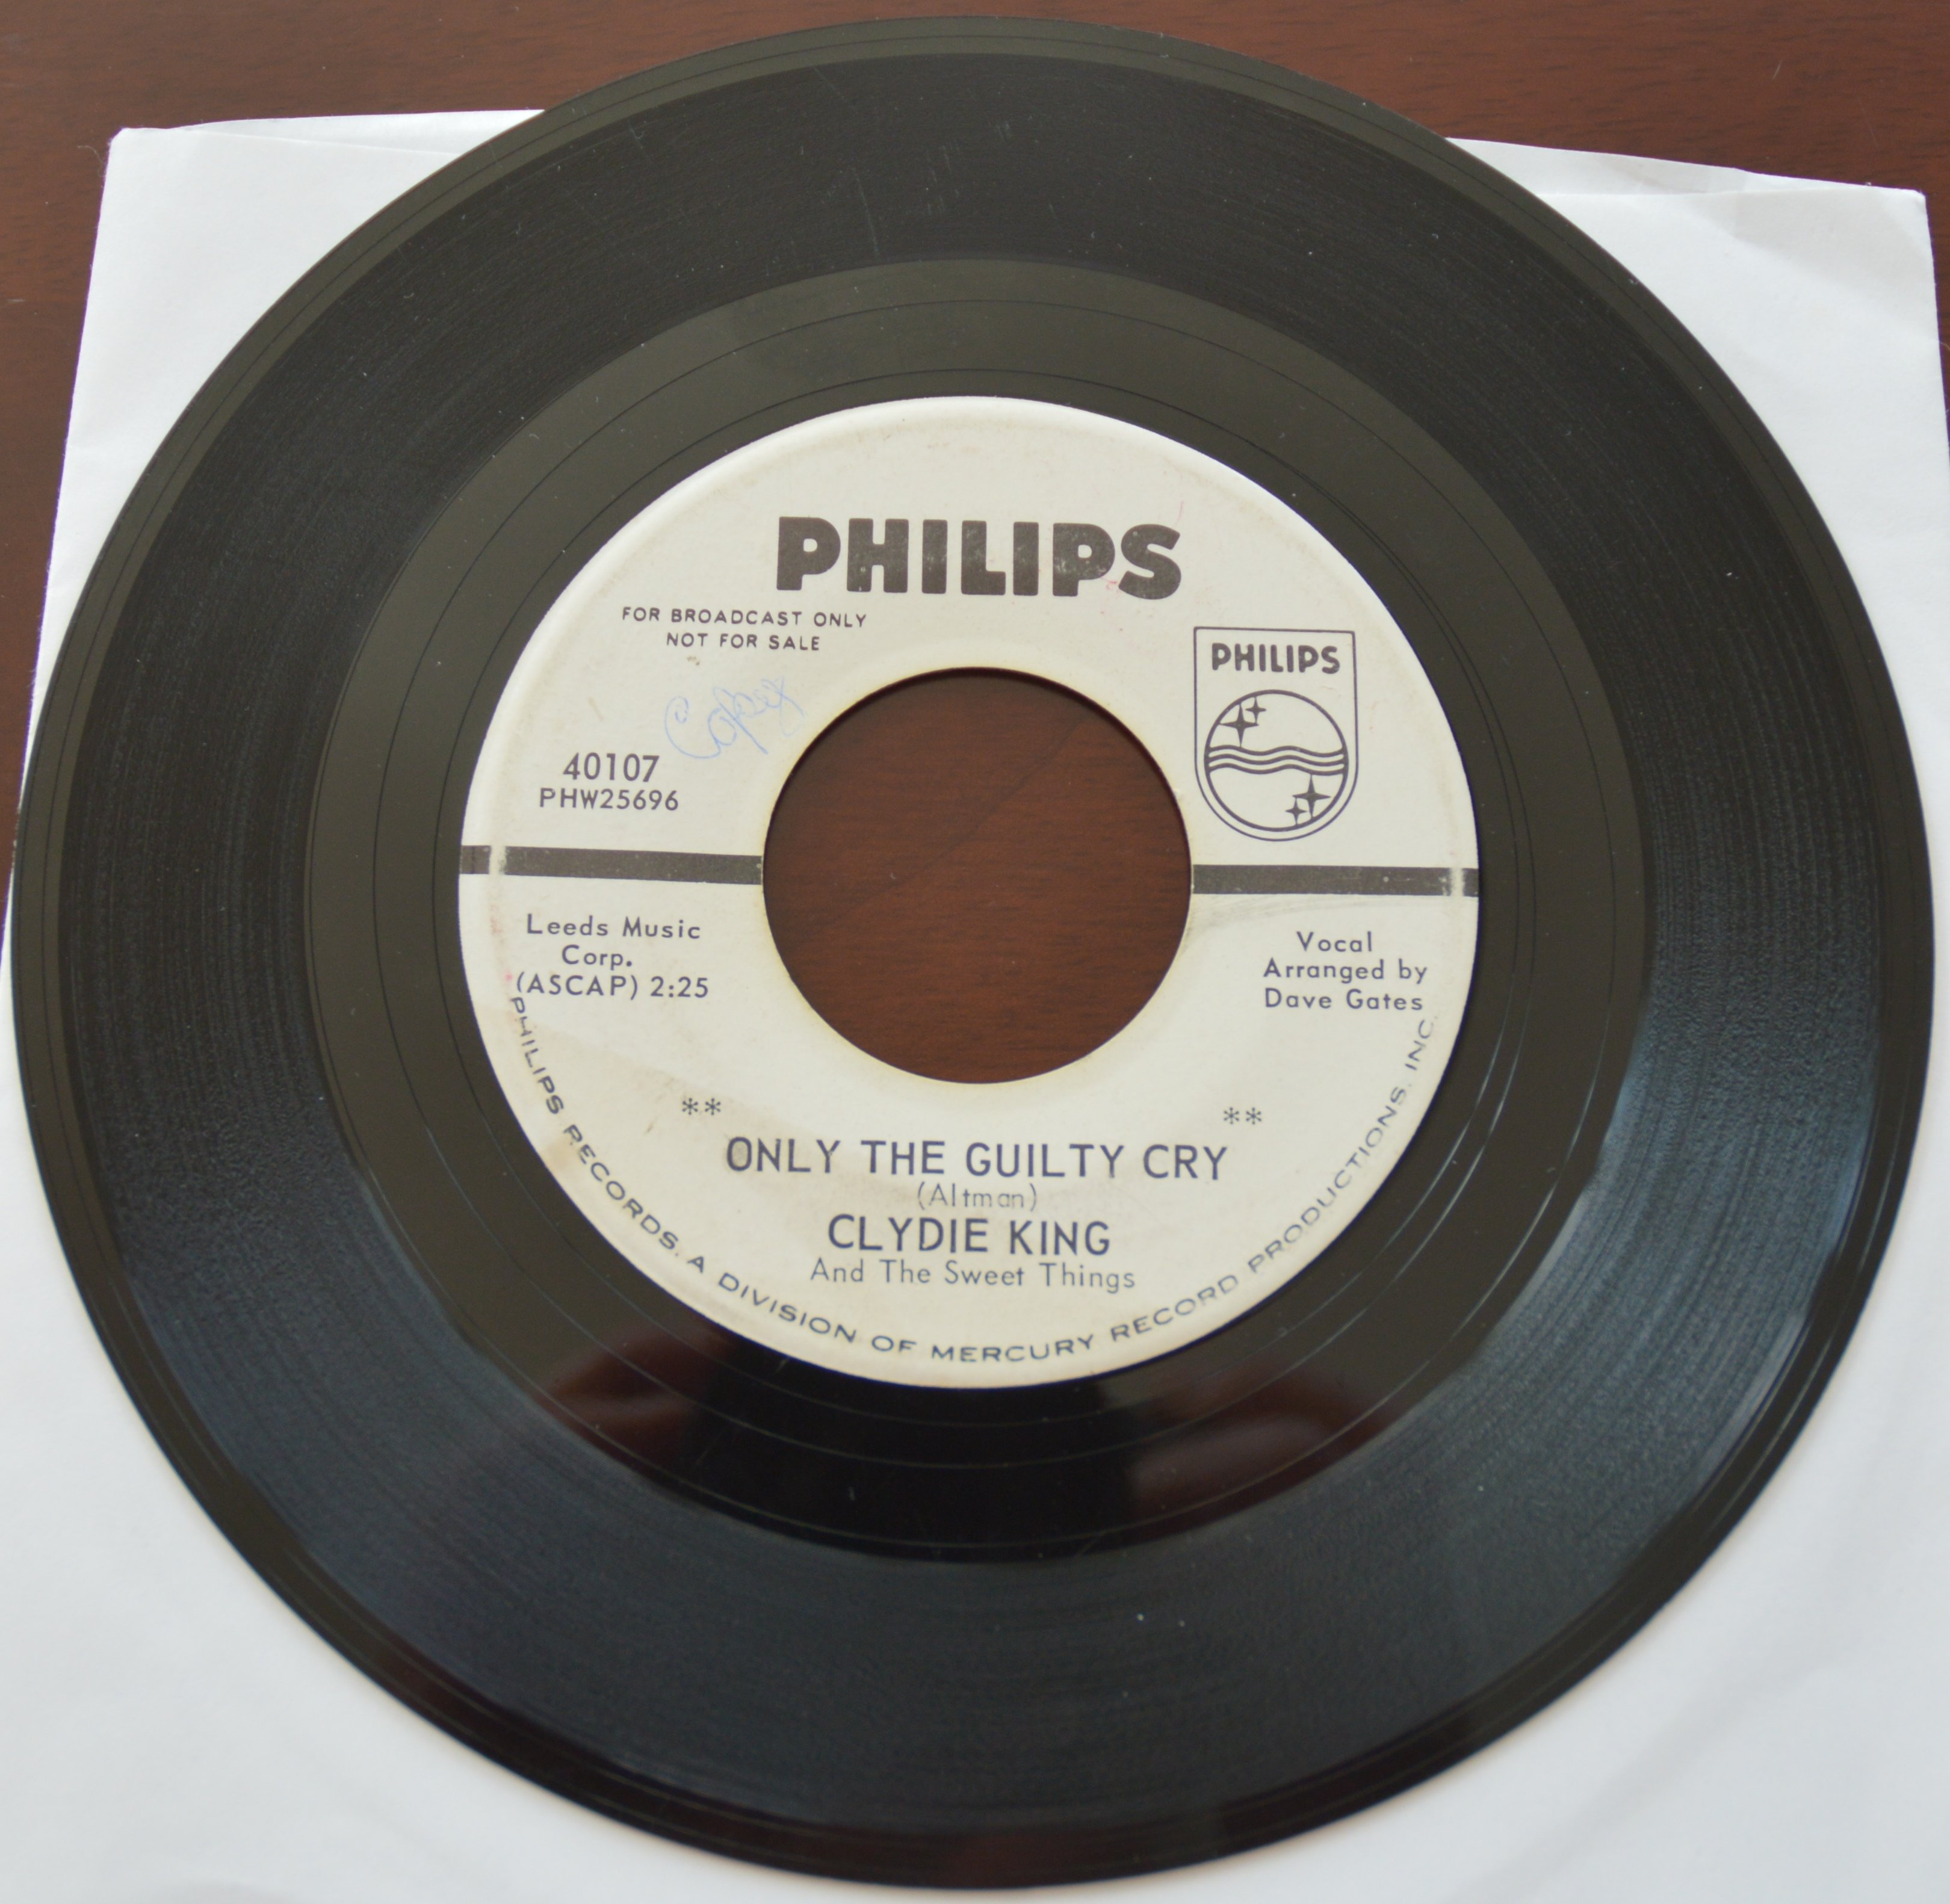 PHILIPS
FOR BROADCAST ONLY
NOT FOR SALE
PHILIPS
40107
PHW25696
Leeds Music
Corp.
(ASCAP) 2:25
Vocal
Arranged by
Dave Gates
** **
ONLY THE GUILTY CRY
(Altman)
CLYDIE KING
And The Sweet Things
PHILIPS RECORDS, A DIVISION OF MERCURY RECORD PRODUCTIONS, INC.